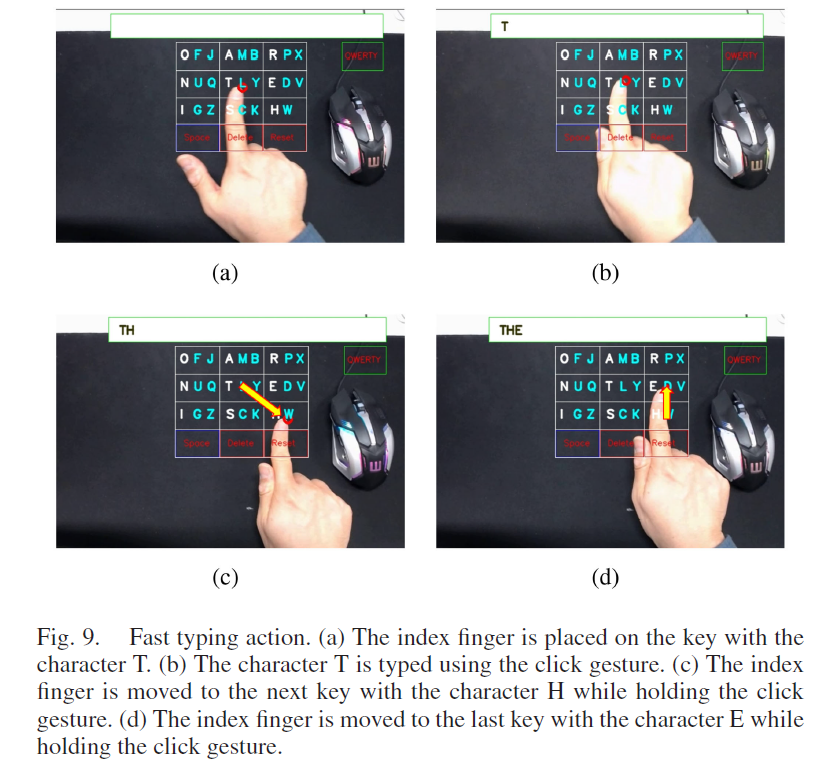 O F J A M B R P X QWERTY
N U Q T L Y E D V
I G Z S C K H W
Space Delete Reset
(a)
T
O F J A M B R P X QWERTY
N U Q T Y E D V
I G Z S C K H W
Space Delete Reset
(b)
TH
O F J A M B R P X QWERTY
N U Q T Y E D V
I G Z S C K W
Space Delete Reset
(c)
THE
O F J A M B R P X QWERTY
N U Q T L Y E D V
I G Z S C K H
Space Delete Reset
(d)
Fig. 9. Fast typing action. (a) The index finger is placed on the key with the
character T. (b) The character T is typed using the click gesture. (c) The index
finger is moved to the next key with the character H while holding the click
gesture. (d) The index finger is moved to the last key with the character E while
holding the click gesture.